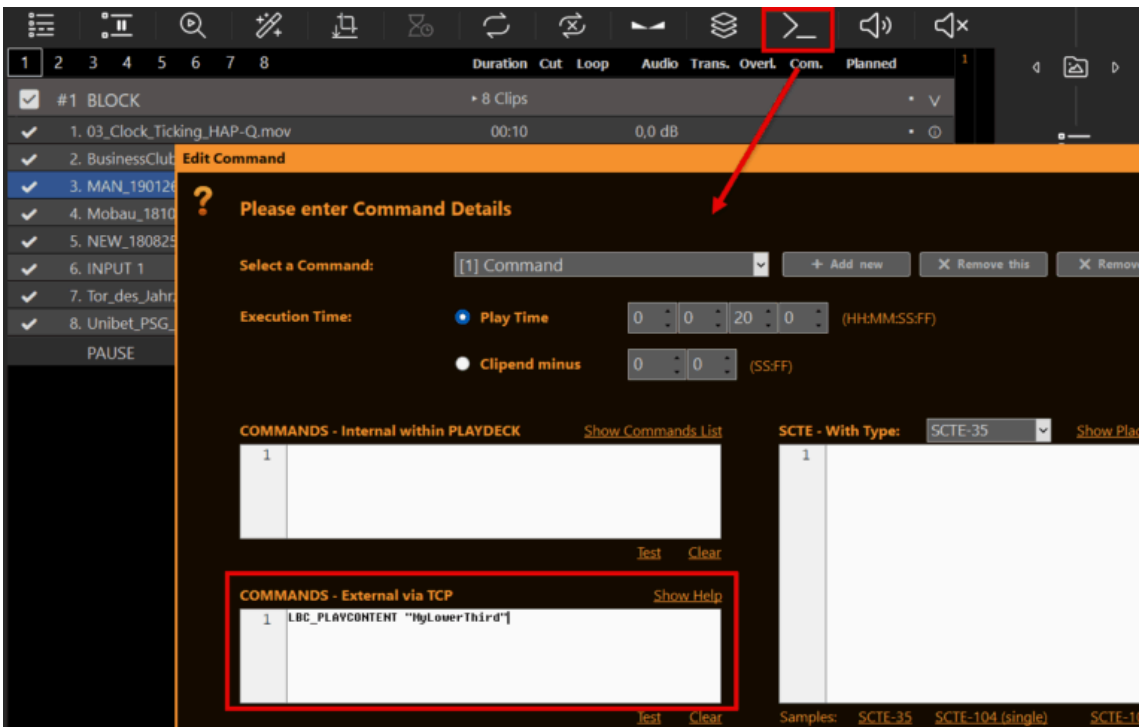 1 2 3 4 5 6 7 8 Duration Cut Loop Audio Trans. Overl. Com. Planned 1
#1 BLOCK ▸ 8 Clips
1. 03_Clock_Ticking_HAP-Q.mov 00:10 0,0 dB
2. BusinessClub
3. MAN_190126
4. Mobau_1810
5. NEW_180825
6. INPUT 1
7. Tor_des_Jahr
8. Unibet_PSG_
PAUSE
Edit Command
?
Please enter Command Details
Select a Command: [1] Command + Add new X Remove this X Remov
Execution Time: Play Time 0 0 20 0 (HH:MM:SS:FF)
Clipend minus 0 0 (SS:FF)
COMMANDS - Internal within PLAYDECK Show Commands List SCTE - With Type: SCTE-35 Show Pla
1 1
Test Clear
COMMANDS - External via TCP Show Help
1 LBC_PLAYCONTENT "MyLowerThird"
Test Clear Samples: SCTE-35 SCTE-104 (single) SCTE-1